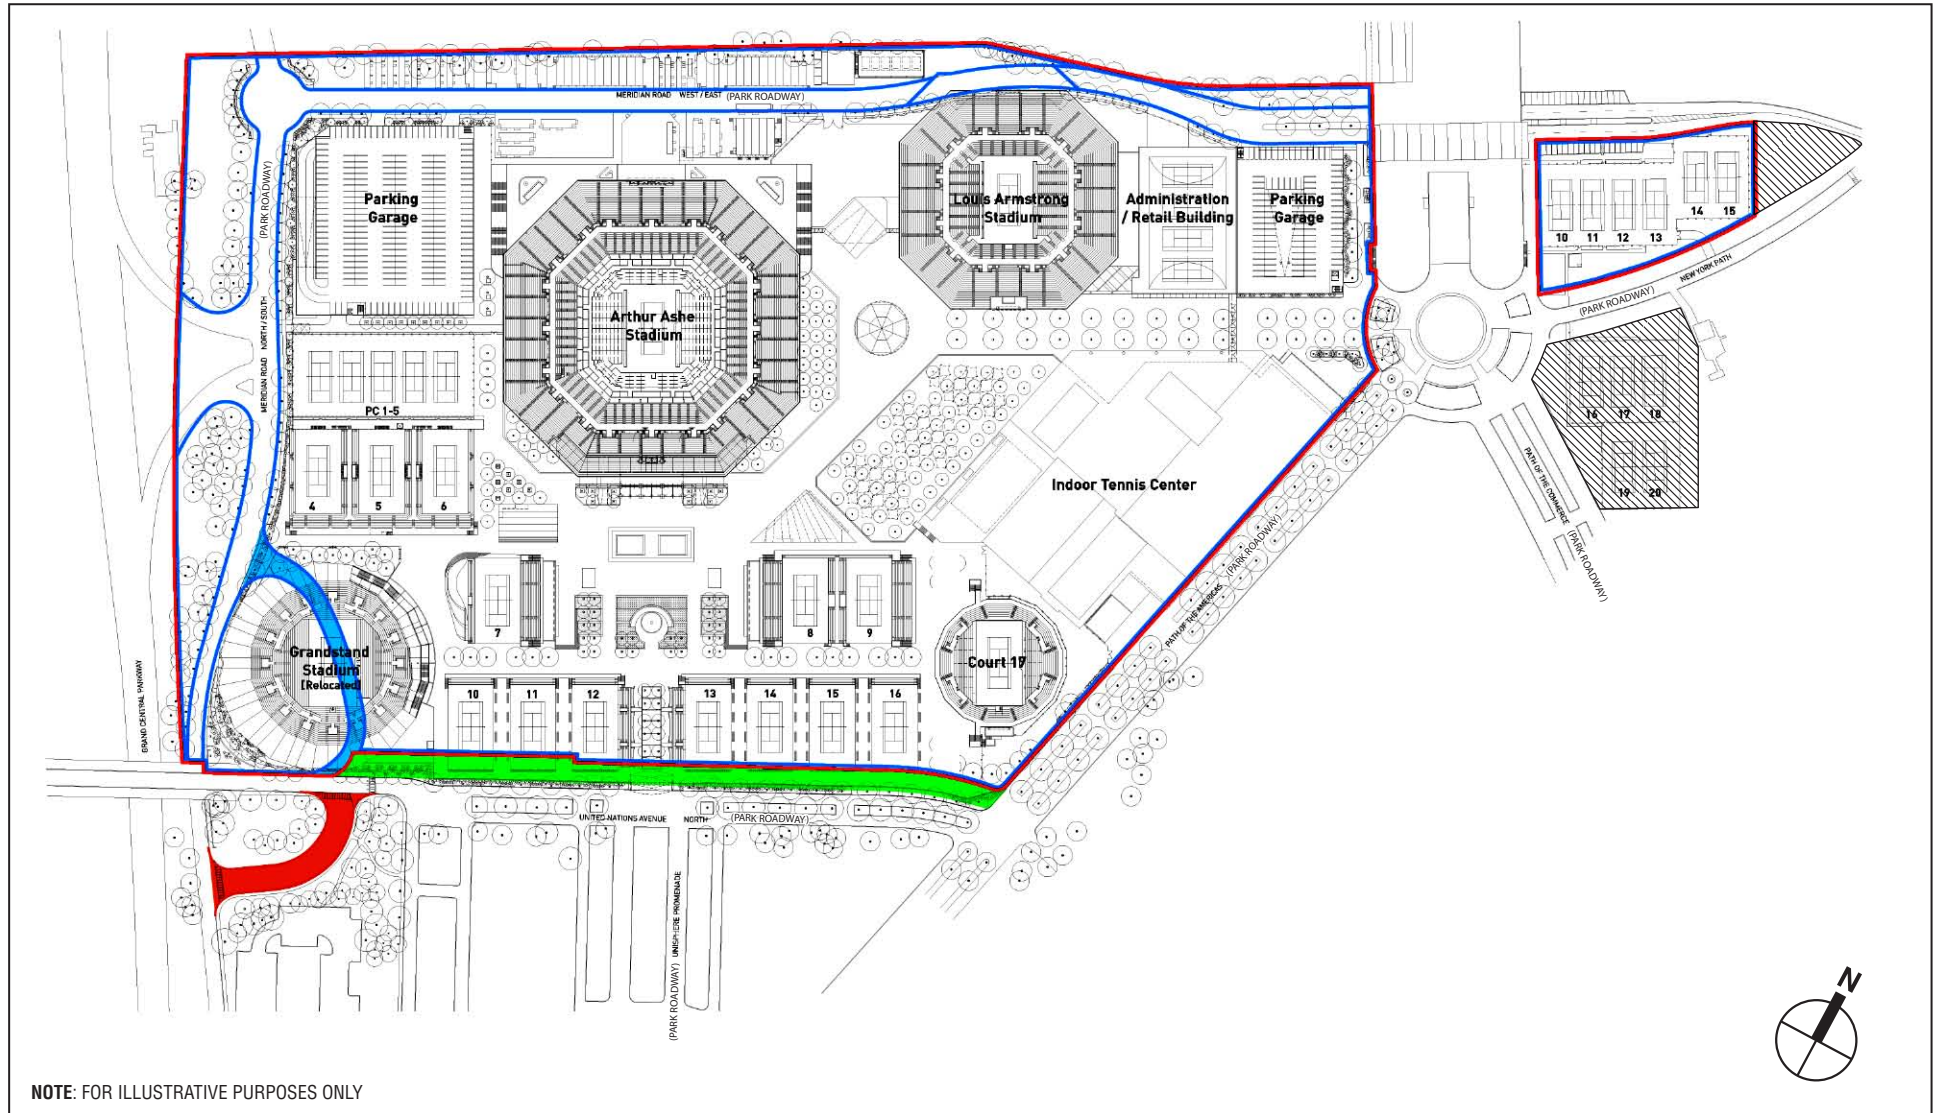 MERIDIAN ROAD WEST / EAST (PARK ROADWAY)
(PARK ROADWAY)
MERIDIAN ROAD NORTH / SOUTH
Parking
Garage
Louis Armstrong
Stadium
Administration
/ Retail Building
Parking
Garage
14 15
10 11 12 13
NEW YORK PATH
(PARK ROADWAY)
Arthur Ashe
Stadium
PC 1-5
4 5 6
16 17 18
19 20
PATH OF THE COMMERCE
(PARK ROADWAY)
Indoor Tennis Center
PATH OF THE AMERICAS
(PARK ROADWAY)
7
8 9
Grandstand
Stadium
[Relocated]
Court 17
GRAND CENTRAL PARKWAY
10 11 12 13 14 15 16
UNITED NATIONS AVENUE NORTH (PARK ROADWAY)
(PARK ROADWAY) UNISPHERE PROMENADE
N
NOTE: FOR ILLUSTRATIVE PURPOSES ONLY